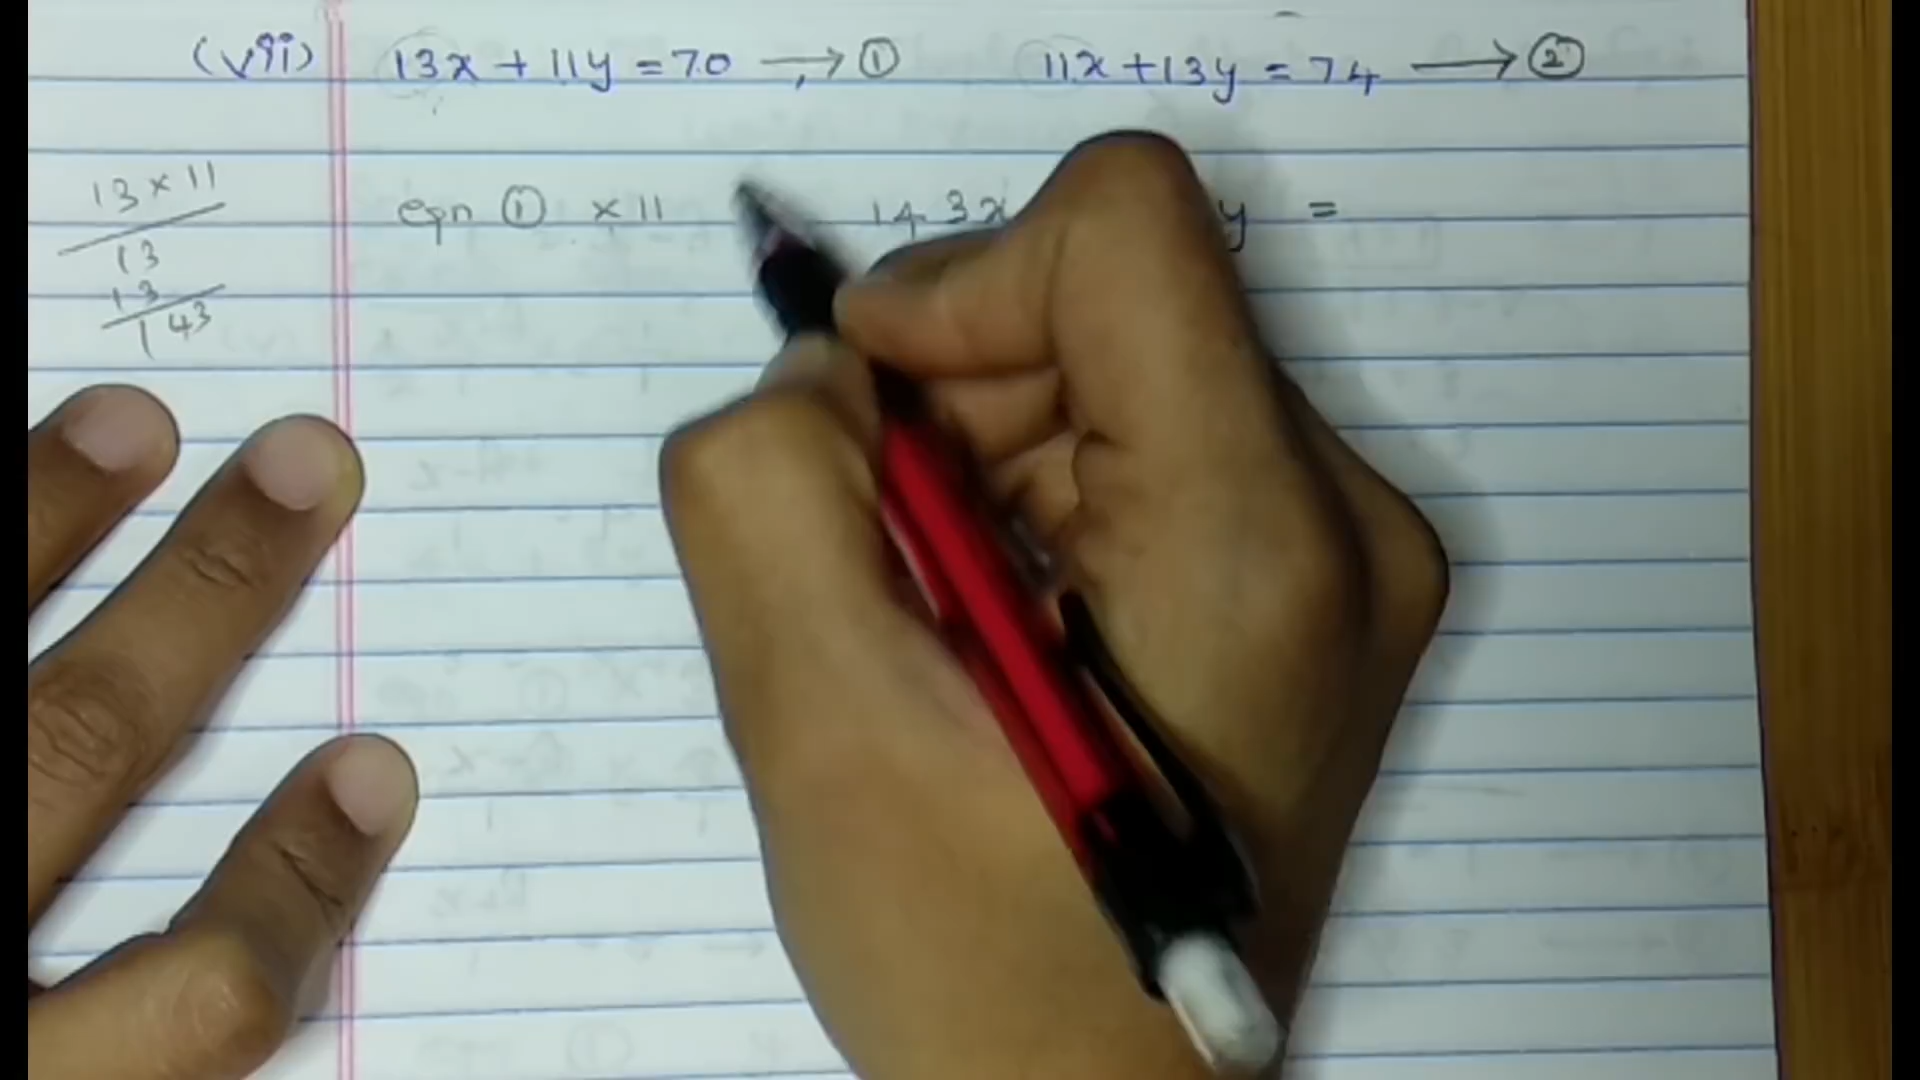 (vii) 13x + 11y = 70 → ① 11x + 13y = 74 → ②
13 × 11
13
13
143
eqn ① × 11 143x y =